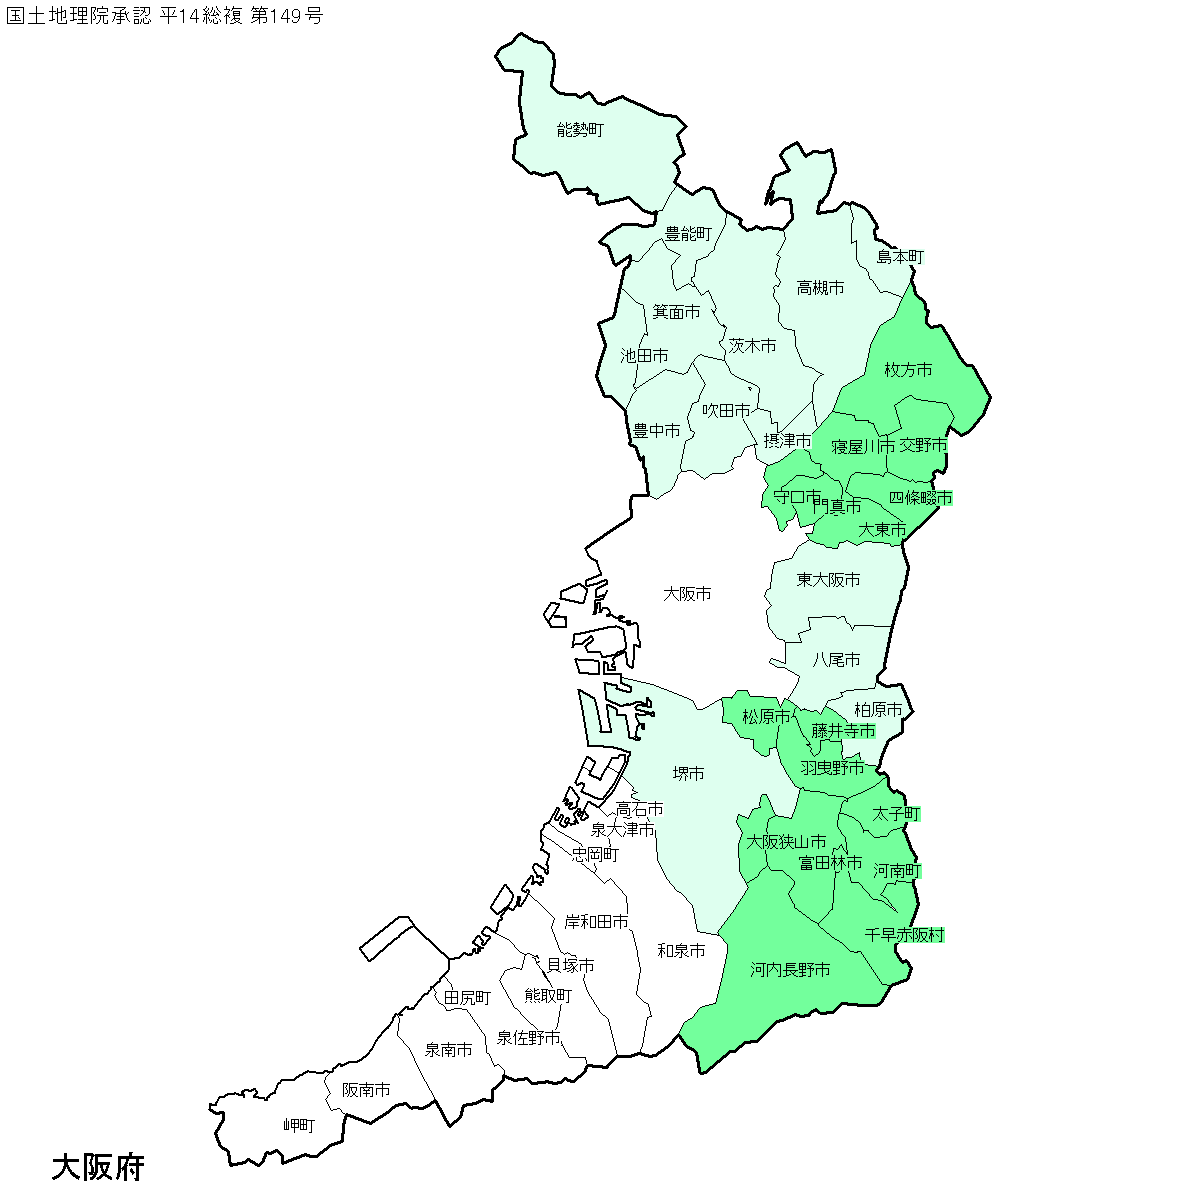 国土地理院承認 平14総複 第149号
能勢町
豊能町
島本町
高槻市
箕面市
茨木市
池田市
枚方市
吹田市
豊中市
摂津市
寝屋川市
交野市
守口市
四條畷市
門真市
大東市
東大阪市
大阪市
八尾市
柏原市
松原市
藤井寺市
羽曳野市
堺市
高石市
太子町
泉大津市
大阪狭山市
忠岡町
富田林市
河南町
岸和田市
千早赤阪村
和泉市
貝塚市
河内長野市
熊取町
田尻町
泉佐野市
泉南市
阪南市
岬町
大阪府